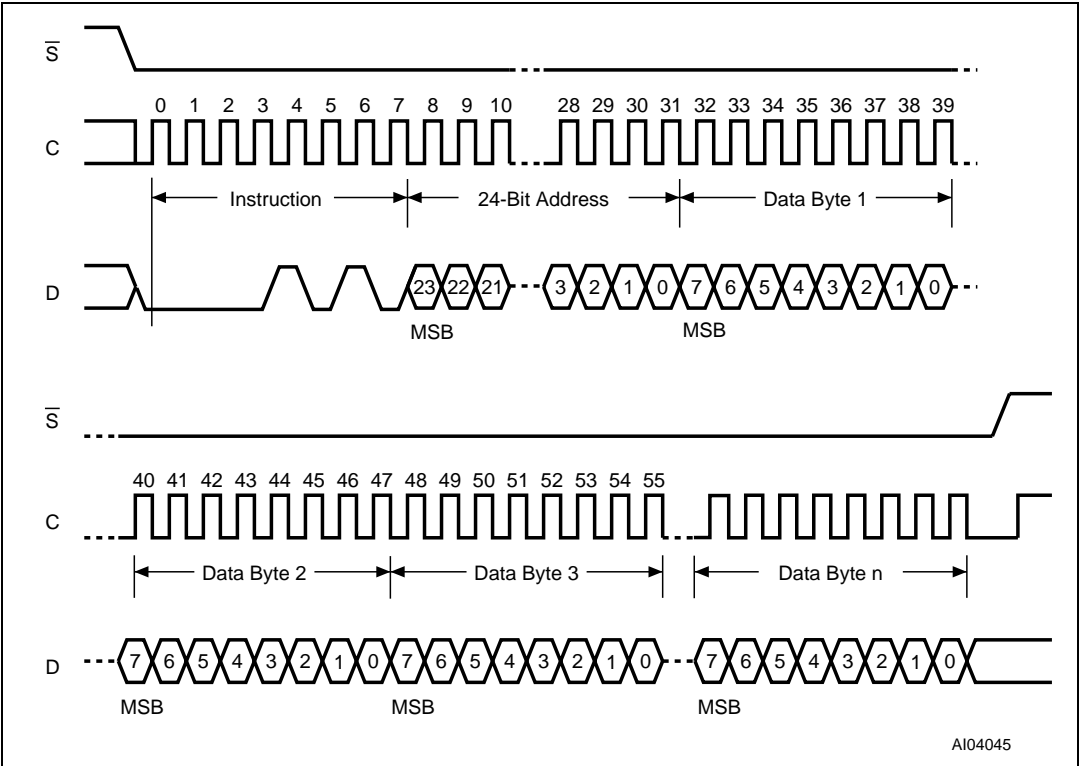 S
0 1 2 3 4 5 6 7 8 9 10 28 29 30 31 32 33 34 35 36 37 38 39
C
Instruction 24-Bit Address Data Byte 1
D 23 22 21 3 2 1 0 7 6 5 4 3 2 1 0
MSB MSB
S
40 41 42 43 44 45 46 47 48 49 50 51 52 53 54 55
C
Data Byte 2 Data Byte 3 Data Byte n
D 7 6 5 4 3 2 1 0 7 6 5 4 3 2 1 0 7 6 5 4 3 2 1 0
MSB MSB MSB
AI04045